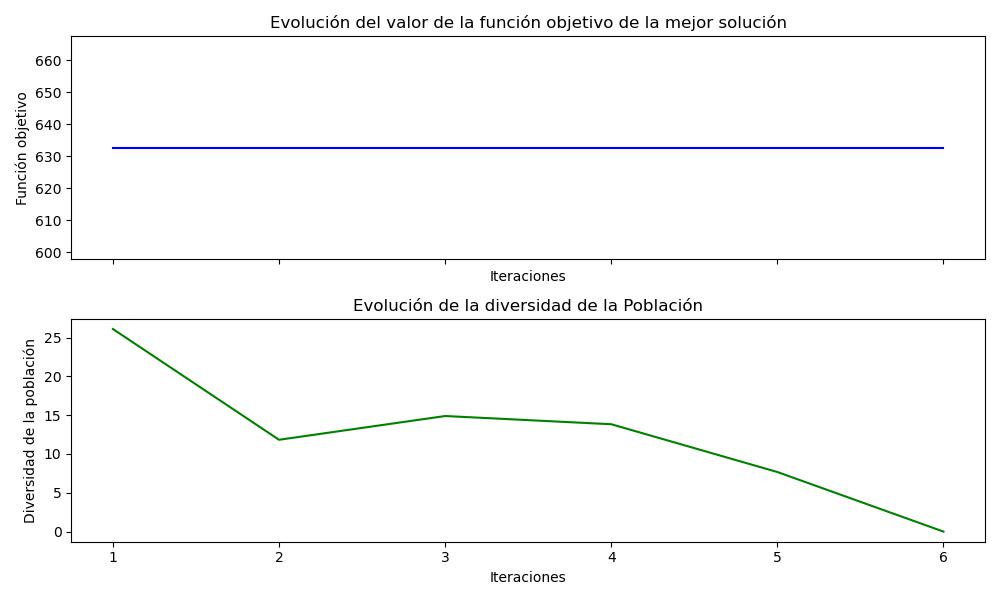 Evolución del valor de la función objetivo de la mejor solución
Función objetivo
660
650
640
630
620
610
600
Iteraciones
Evolución de la diversidad de la Población
Diversidad de la población
25
20
15
10
5
0
1 2 3 4 5 6
Iteraciones